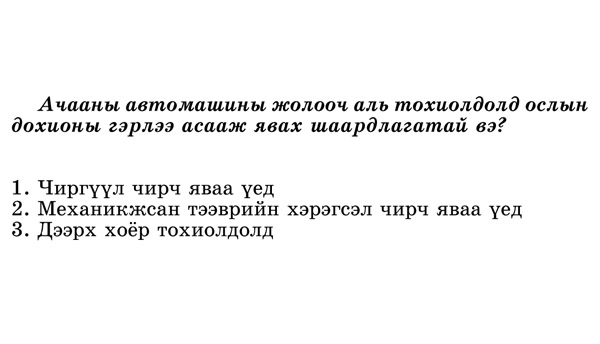 Ачааны автомашины жолооч аль тохиолдолд ослын
дохионы гэрлээ асааж явах шаардлагатай вэ?
1. Чиргүүл чирч яваа үед
2. Механикжсан тээврийн хэрэгсэл чирч яваа үед
3. Дээрх хоёр тохиолдолд